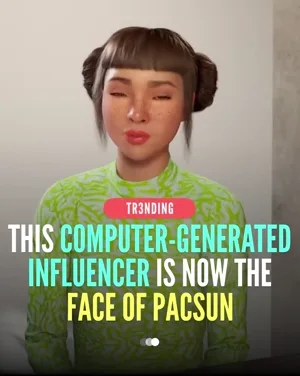 TR3NDING
THIS COMPUTER-GENERATED
INFLUENCER IS NOW THE
FACE OF PACSUN